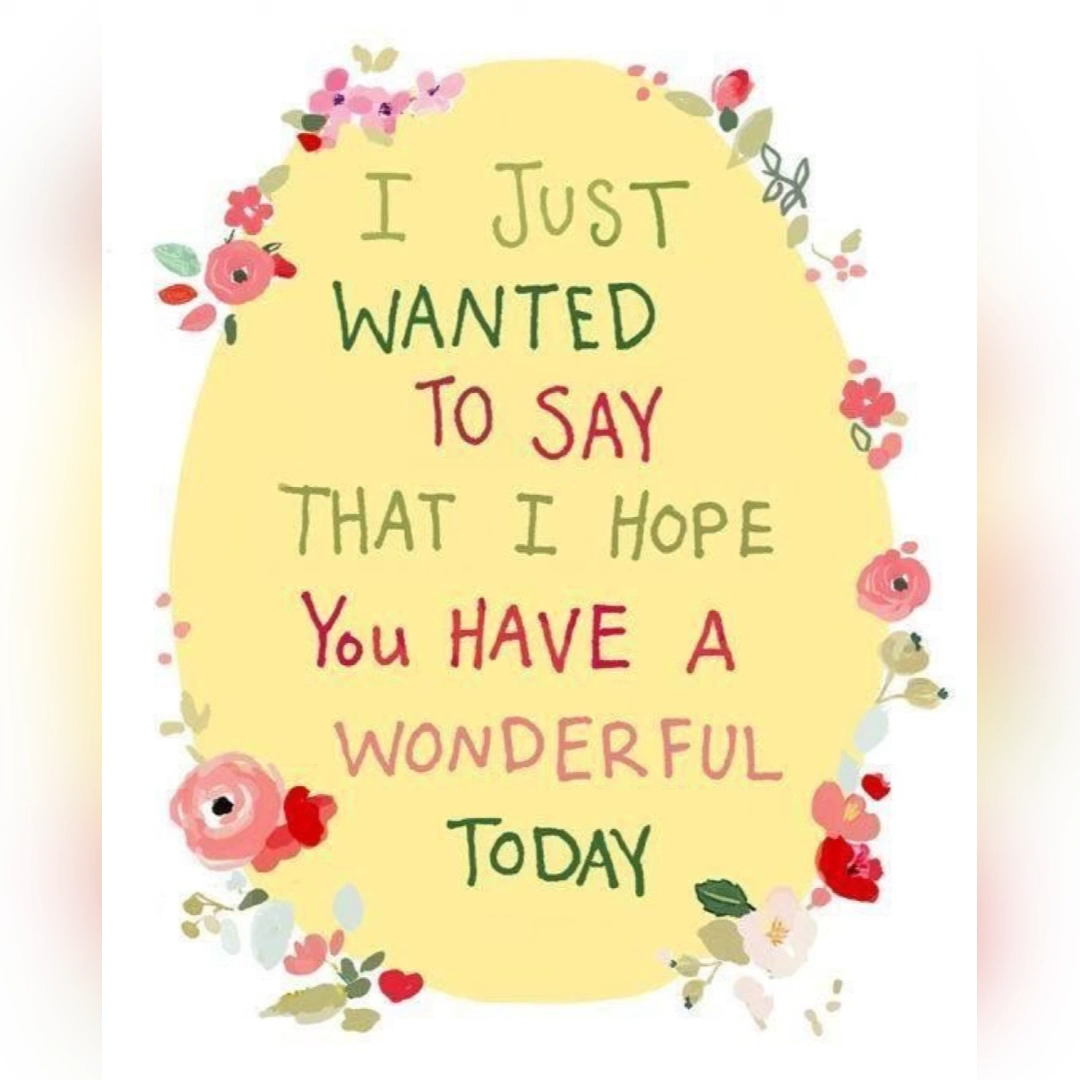 I JUST
WANTED
TO SAY
THAT I HOPE
You HAVE A
WONDERFUL
TODAY